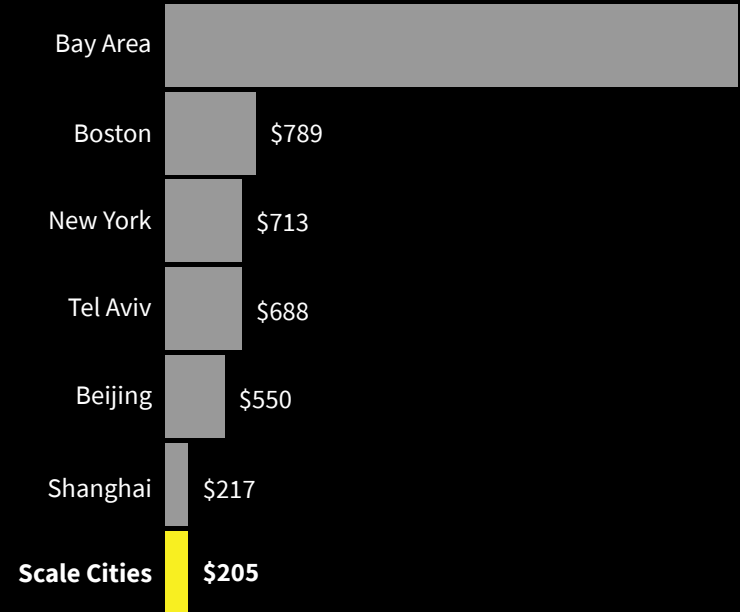 Bay Area
Boston $789
New York $713
Tel Aviv $688
Beijing $550
Shanghai $217
Scale Cities $205